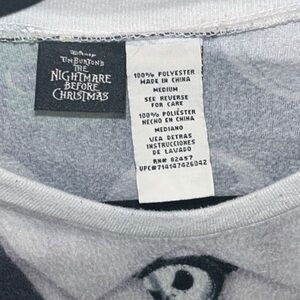 Disney
TIM BURTON'S
THE
NIGHTMARE
BEFORE
CHRISTMAS
100% POLYESTER
MADE IN CHINA
MEDIUM
SEE REVERSE
FOR CARE
100% POLIÉSTER
HECHO EN CHINA
MEDIANO
VEA DETRAS
INSTRUCCIONES
DE LAVADO
RN# 82457
UPC#714147426042